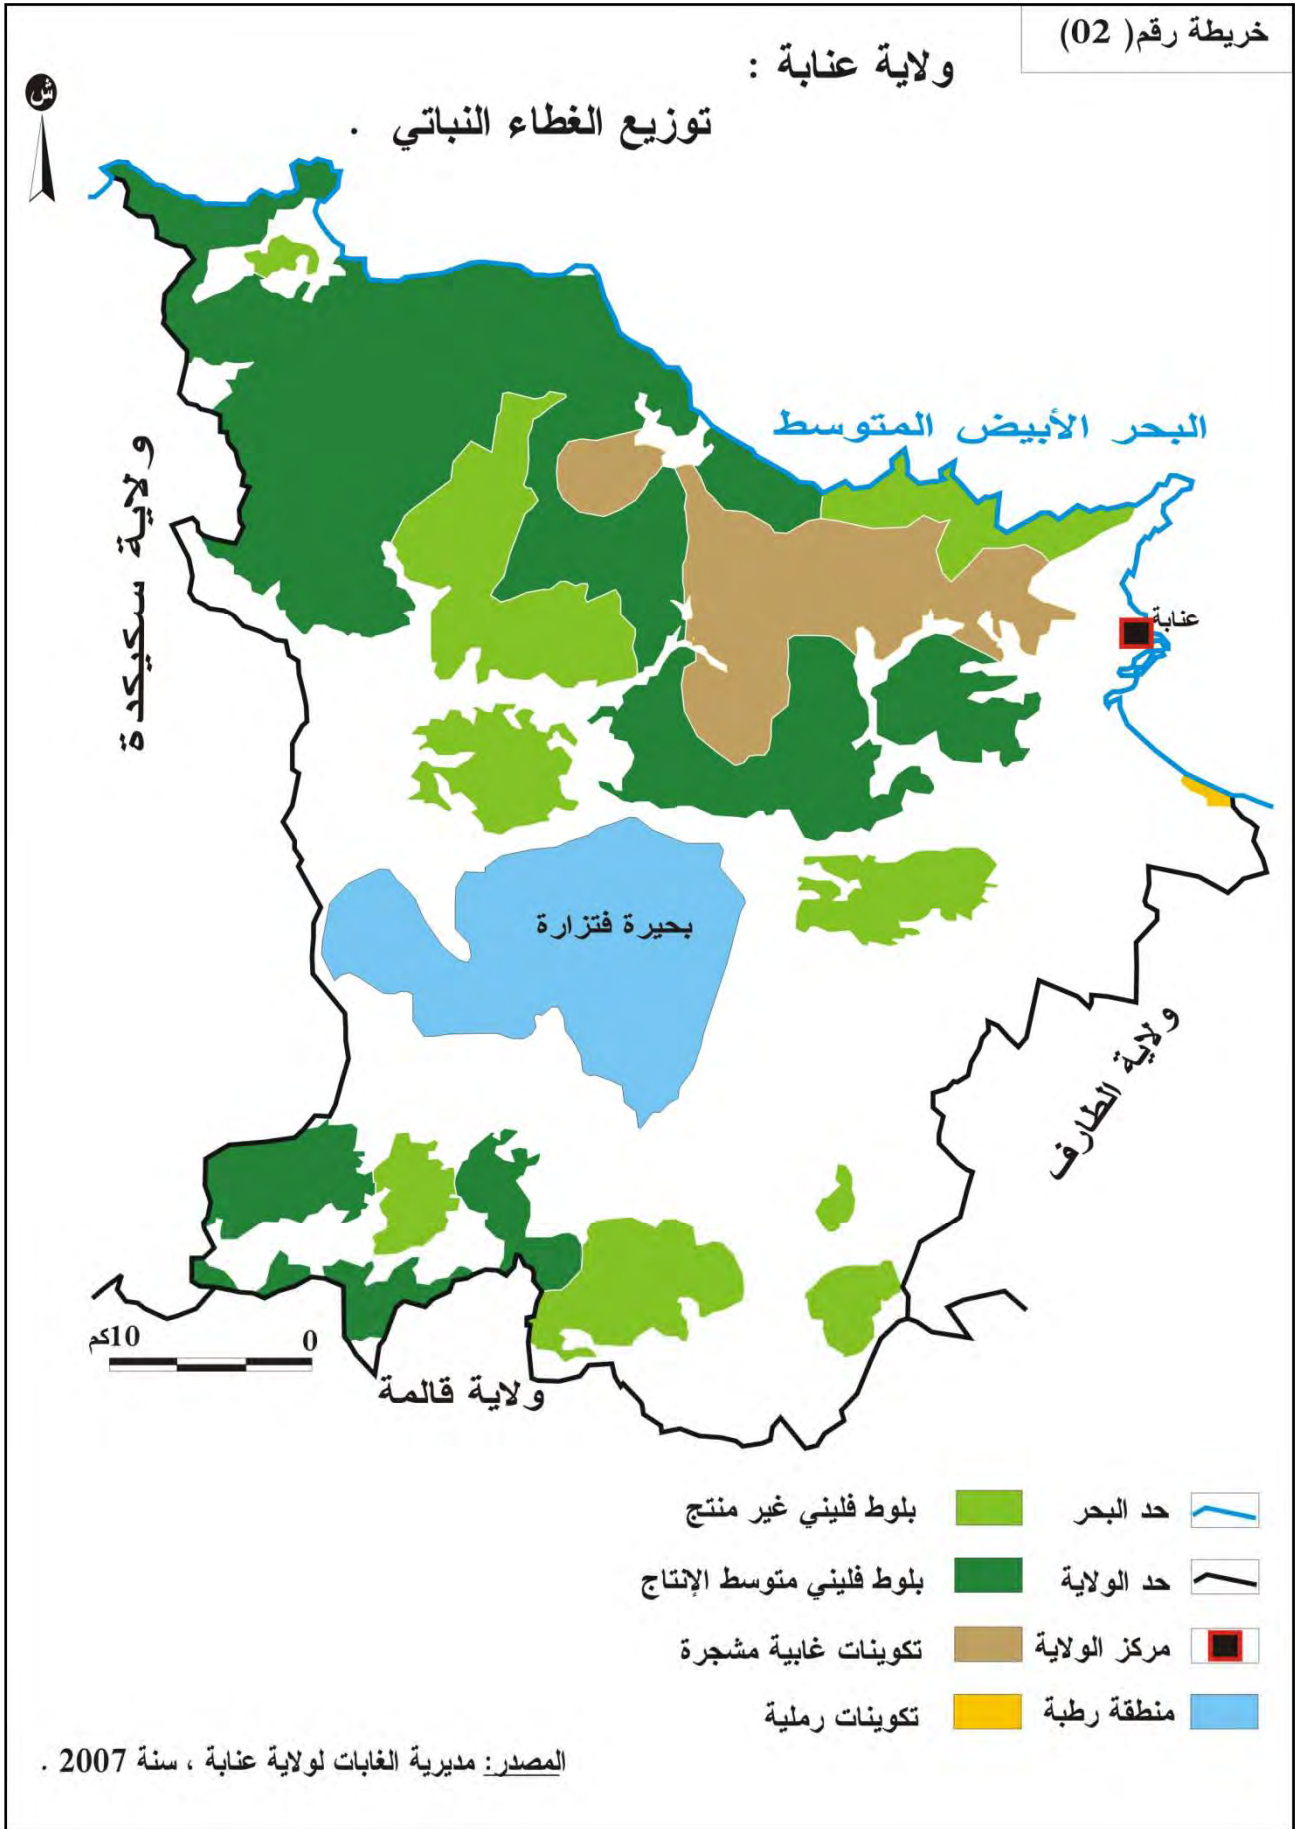 خريطة رقم( 02)
ولاية عنابة :
توزيع الغطاء النباتي .
ش
البحر الأبيض المتوسط
ولاية سكيكدة
عنابة
بحيرة فتزارة
ولاية الطارف
10كم 0
ولاية قالمة
حد البحر
بلوط فليني غير منتج
حد الولاية
بلوط فليني متوسط الإنتاج
مركز الولاية
تكوينات غابية مشجرة
منطقة رطبة
تكوينات رملية
المصدر: مديرية الغابات لولاية عنابة ، سنة 2007 .